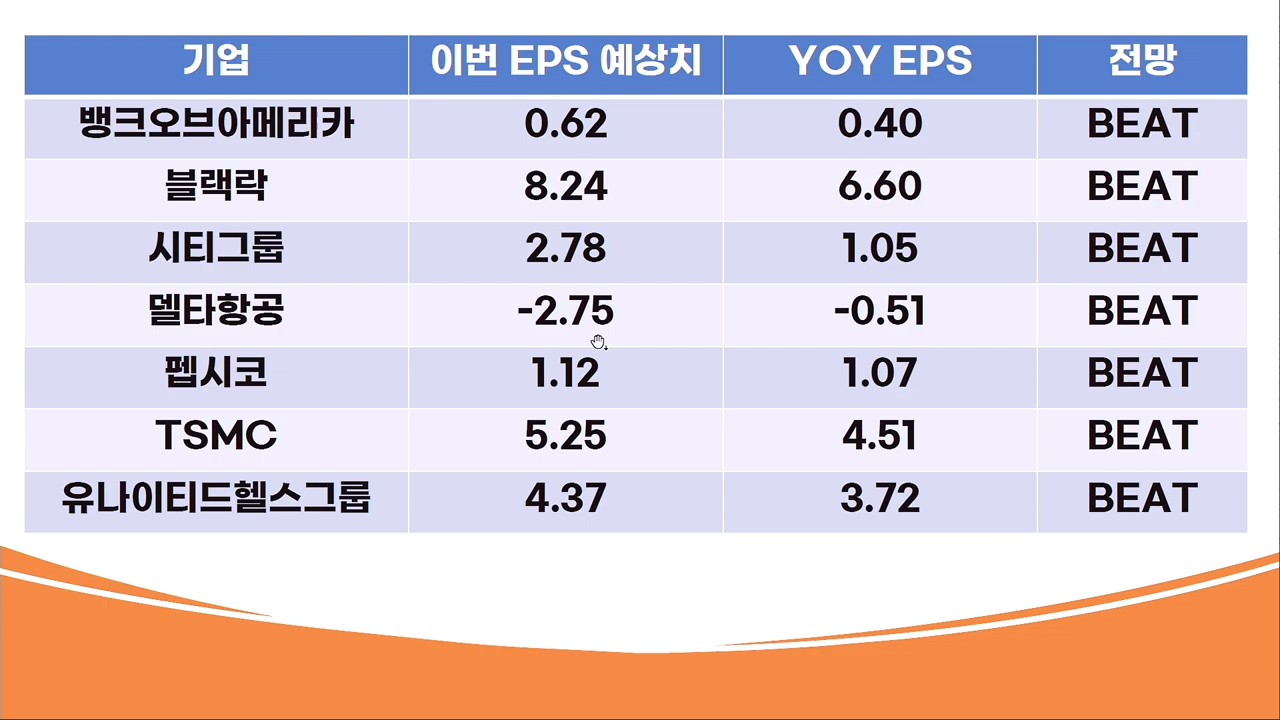 기업 이번 EPS 예상치 YOY EPS 전망
뱅크오브아메리카 0.62 0.40 BEAT
블랙락 8.24 6.60 BEAT
시티그룹 2.78 1.05 BEAT
델타항공 -2.75 -0.51 BEAT
펩시코 1.12 1.07 BEAT
TSMC 5.25 4.51 BEAT
유나이티드헬스그룹 4.37 3.72 BEAT